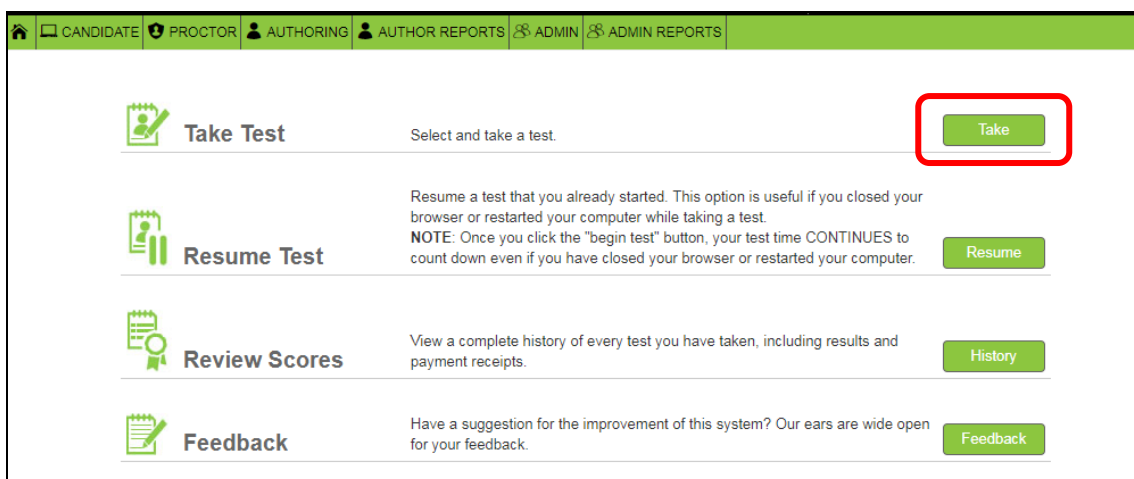 CANDIDATE PROCTOR AUTHORING AUTHOR REPORTS ADMIN ADMIN REPORTS
Take Test
Select and take a test.
Take
Resume Test
Resume a test that you already started. This option is useful if you closed your
browser or restarted your computer while taking a test.
NOTE: Once you click the "begin test" button, your test time CONTINUES to
count down even if you have closed your browser or restarted your computer.
Resume
Review Scores
View a complete history of every test you have taken, including results and
payment receipts.
History
Feedback
Have a suggestion for the improvement of this system? Our ears are wide open
for your feedback.
Feedback